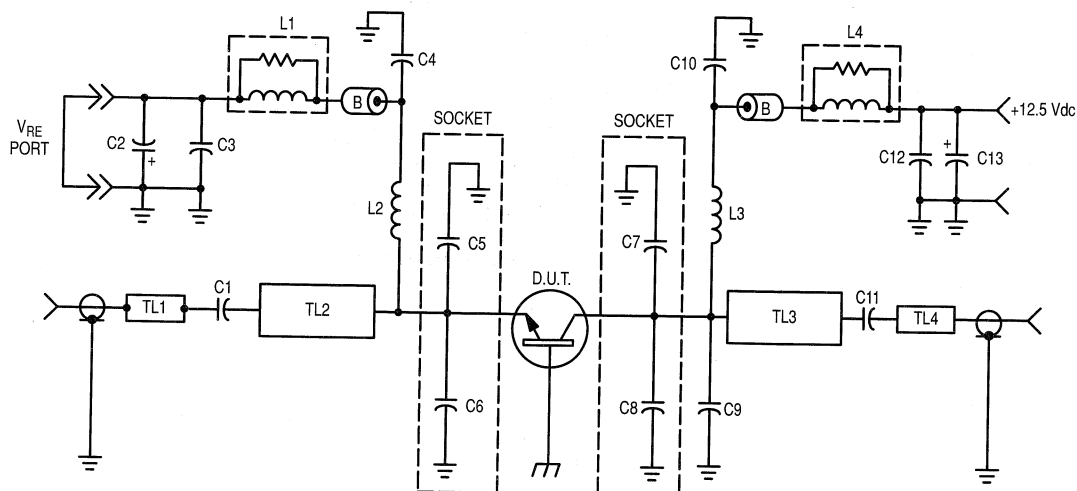 L1
C4
B
V_RE
PORT
C2
+
C3
L2
SOCKET
C5
C6
TL1
C1
TL2
D.U.T.
SOCKET
C7
C8
C10
L4
B
+12.5 Vdc
C12
+
C13
L3
C9
TL3
C11
TL4